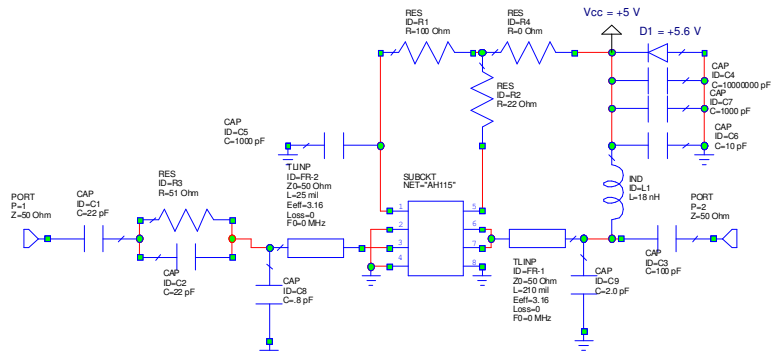 RES
ID=R1
R=100 Ohm
RES
ID=R4
R=0 Ohm
Vcc = +5 V
D1 = +5.6 V
CAP
ID=C4
C=10000000 pF
CAP
ID=C7
C=1000 pF
CAP
ID=C6
C=10 pF
RES
ID=R2
R=22 Ohm
CAP
ID=C5
C=1000 pF
IND
ID=L1
L=18 nH
TLINP
ID=FR-2
Z0=50 Ohm
L=25 mil
Eeff=3.16
Loss=0
F0=0 MHz
SUBCKT
NET="AH115"
1
2
3
4
5
6
7
8
PORT
P=1
Z=50 Ohm
CAP
ID=C1
C=22 pF
RES
ID=R3
R=51 Ohm
CAP
ID=C2
C=22 pF
CAP
ID=C8
C=.8 pF
TLINP
ID=FR-1
Z0=50 Ohm
L=210 mil
Eeff=3.16
Loss=0
F0=0 MHz
CAP
ID=C9
C=2.0 pF
CAP
ID=C3
C=100 pF
PORT
P=2
Z=50 Ohm